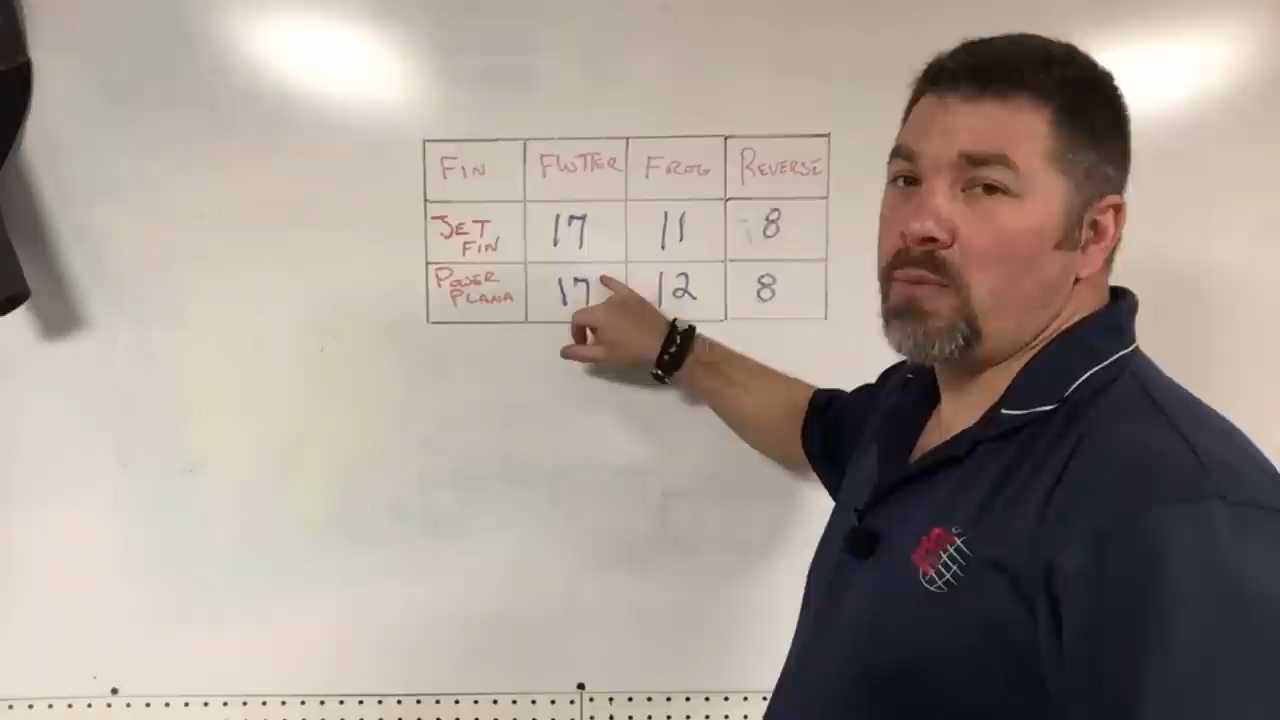 FIN FLUTTER FROG REVERSE
JET
FIN
17 11 8
POWER
PLANA
17 12 8